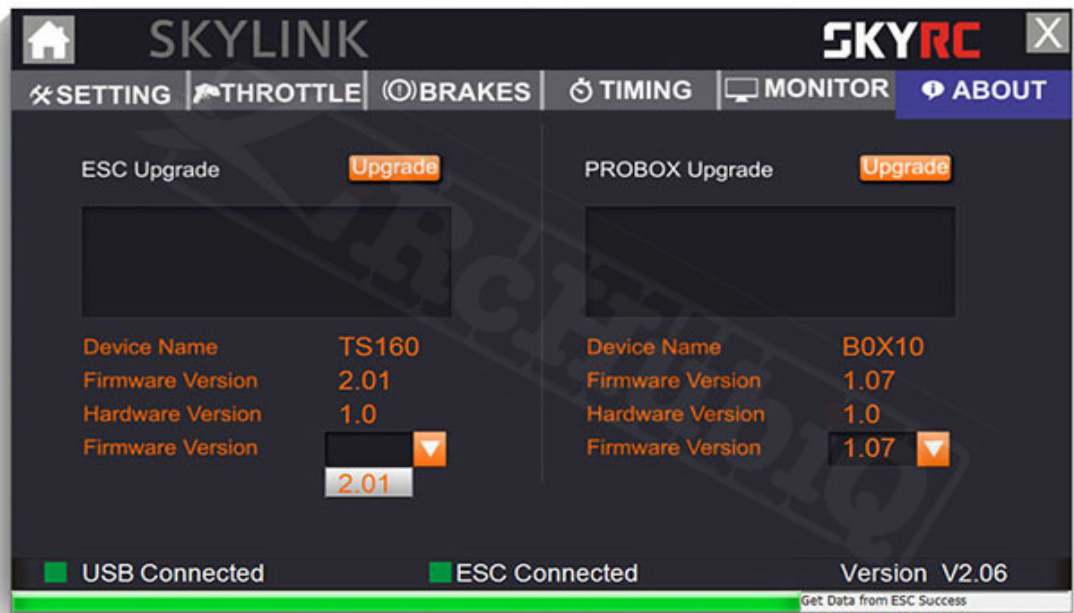 SKYLINK
SKYRC
X
SETTING
THROTTLE
BRAKES
TIMING
MONITOR
ABOUT
ESC Upgrade
Upgrade
Device Name TS160
Firmware Version 2.01
Hardware Version 1.0
Firmware Version
2.01
PROBOX Upgrade
Upgrade
Device Name B0X10
Firmware Version 1.07
Hardware Version 1.0
Firmware Version 1.07
USB Connected
ESC Connected
Version V2.06
Get Data from ESC Success